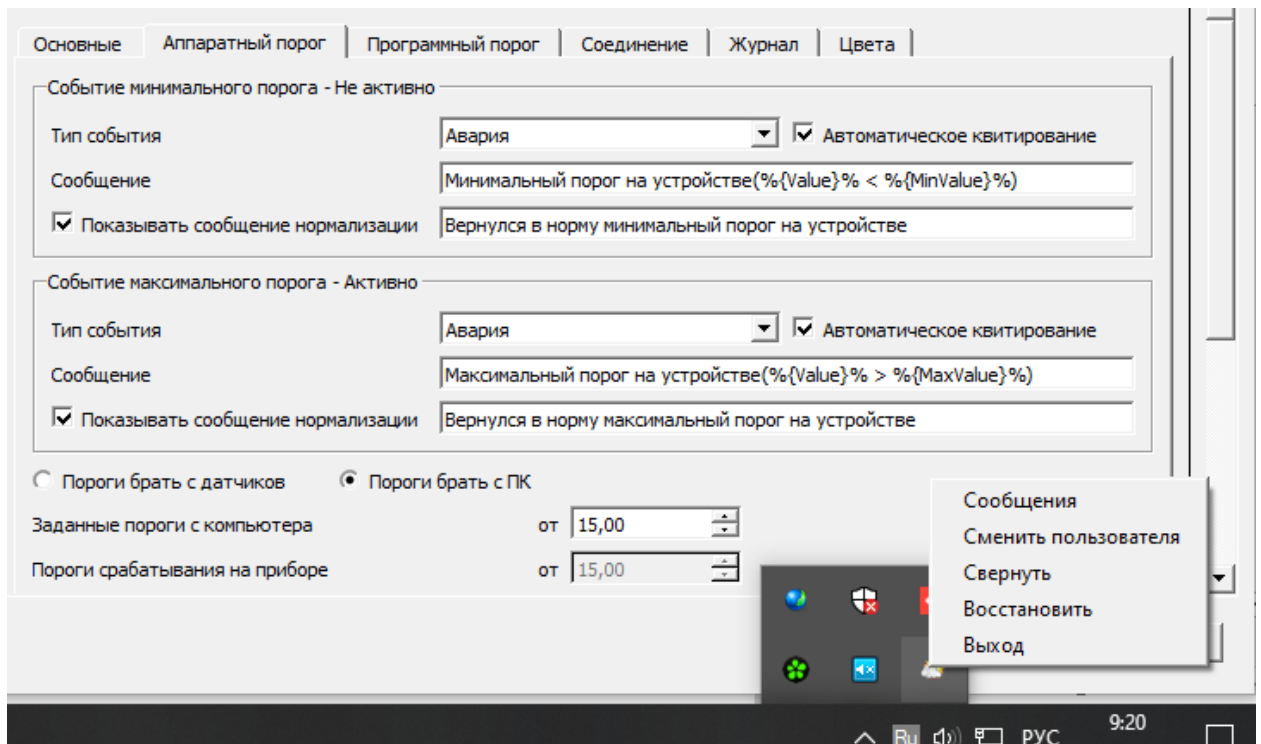 Основные Аппаратный порог Программный порог Соединение Журнал Цвета
Событие минимального порога - Не активно
Тип события Авария Автоматическое квитирование
Сообщение Минимальный порог на устройстве(%{Value}% < %{MinValue}%)
Показывать сообщение нормализации Вернулся в норму минимальный порог на устройстве
Событие максимального порога - Активно
Тип события Авария Автоматическое квитирование
Сообщение Максимальный порог на устройстве(%{Value}% > %{MaxValue}%)
Показывать сообщение нормализации Вернулся в норму максимальный порог на устройстве
Пороги брать с датчиков Пороги брать с ПК
Заданные пороги с компьютера от 15,00
Пороги срабатывания на приборе от 15,00
Сообщения
Сменить пользователя
Свернуть
Восстановить
Выход
Ru РУС 9:20